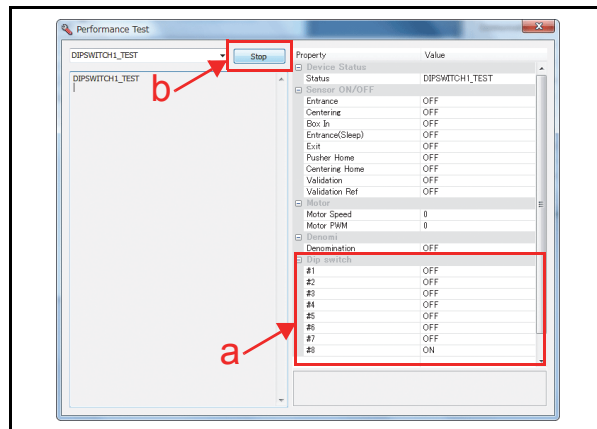 Performance Test
DIPSWITCH1_TEST
Stop
DIPSWITCH1_TEST
b
Property Value
Device Status
Status DIPSWITCH1_TEST
Sensor ON/OFF
Entrance OFF
Centering OFF
Box In OFF
Entrance(Sleep) OFF
Exit OFF
Pusher Home OFF
Centering Home OFF
Validation OFF
Validation Ref OFF
Motor
Motor Speed 0
Motor PWM 0
Denomi
Denomination OFF
Dip switch
#1 OFF
#2 OFF
#3 OFF
#4 OFF
#5 OFF
#6 OFF
#7 OFF
#8 ON
a